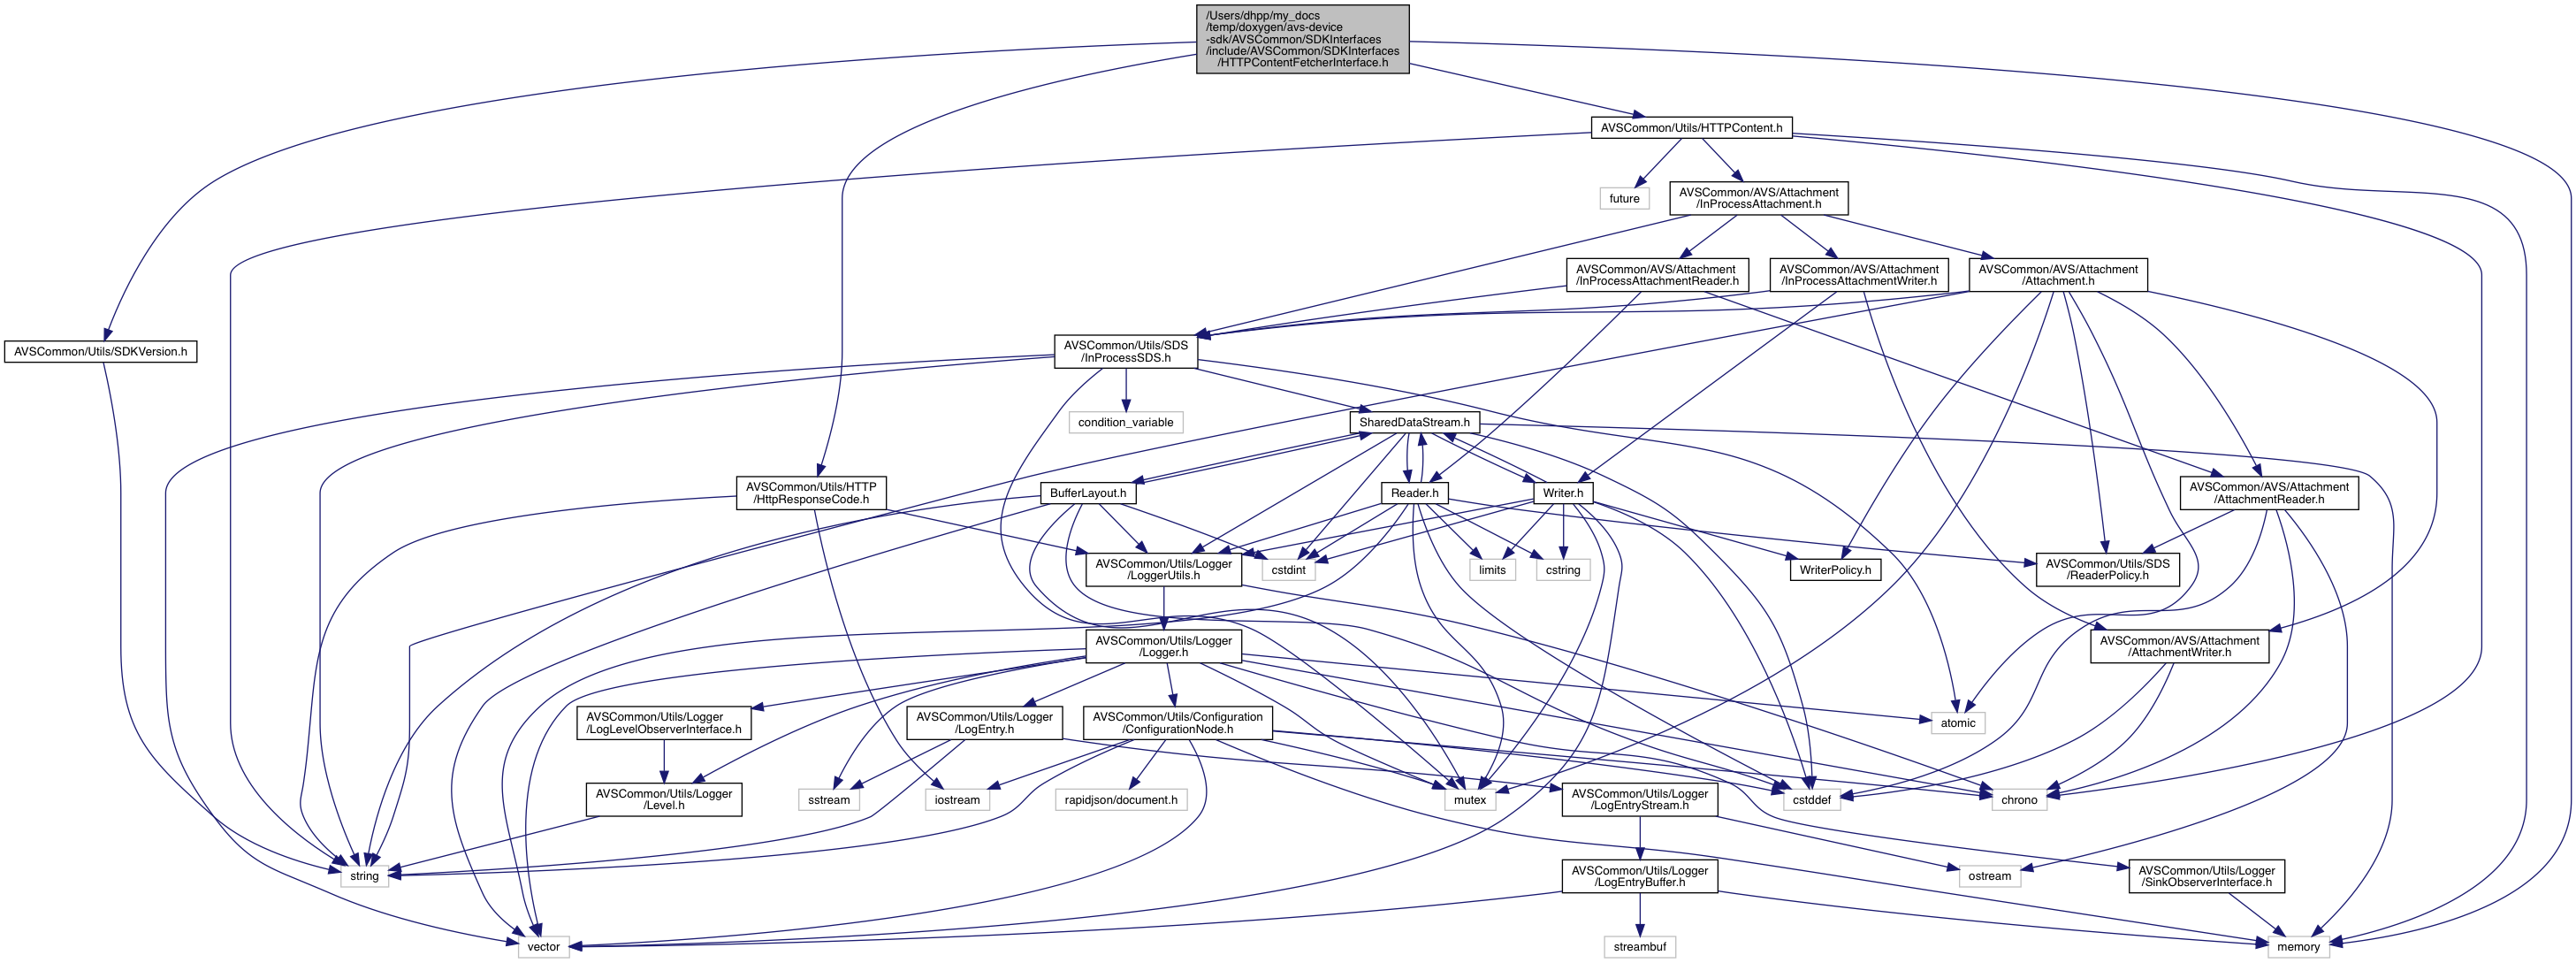 /Users/dhpp/my_docs
/temp/doxygen/avs-device
-sdk/AVSCommon/SDKInterfaces
/include/AVSCommon/SDKInterfaces
/HTTPContentFetcherInterface.h
AVSCommon/Utils/HTTPContent.h
future
AVSCommon/AVS/Attachment
/InProcessAttachment.h
AVSCommon/AVS/Attachment
/InProcessAttachmentReader.h
AVSCommon/AVS/Attachment
/InProcessAttachmentWriter.h
AVSCommon/AVS/Attachment
/Attachment.h
AVSCommon/Utils/SDKVersion.h
AVSCommon/Utils/SDS
/InProcessSDS.h
condition_variable
SharedDataStream.h
AVSCommon/Utils/HTTP
/HttpResponseCode.h
BufferLayout.h
Reader.h
Writer.h
AVSCommon/AVS/Attachment
/AttachmentReader.h
AVSCommon/Utils/Logger
/LoggerUtils.h
cstdint
limits
cstring
WriterPolicy.h
AVSCommon/Utils/SDS
/ReaderPolicy.h
AVSCommon/Utils/Logger
/Logger.h
AVSCommon/AVS/Attachment
/AttachmentWriter.h
AVSCommon/Utils/Logger
/LogLevelObserverInterface.h
AVSCommon/Utils/Logger
/LogEntry.h
AVSCommon/Utils/Configuration
/ConfigurationNode.h
atomic
AVSCommon/Utils/Logger
/Level.h
sstream
iostream
rapidjson/document.h
mutex
AVSCommon/Utils/Logger
/LogEntryStream.h
cstddef
chrono
string
AVSCommon/Utils/Logger
/LogEntryBuffer.h
ostream
AVSCommon/Utils/Logger
/SinkObserverInterface.h
vector
streambuf
memory